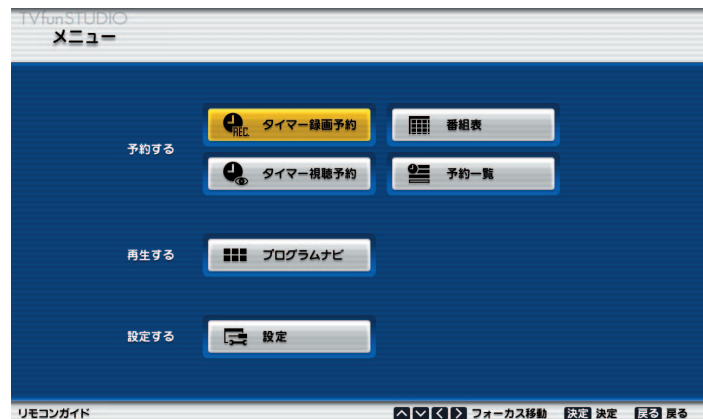 TVfunSTUDIO
メニュー
予約する
REC. タイマー録画予約
番組表
タイマー視聴予約
予約一覧
再生する
プログラムナビ
設定する
設定
リモコンガイド
フォーカス移動 決定 決定 戻る 戻る